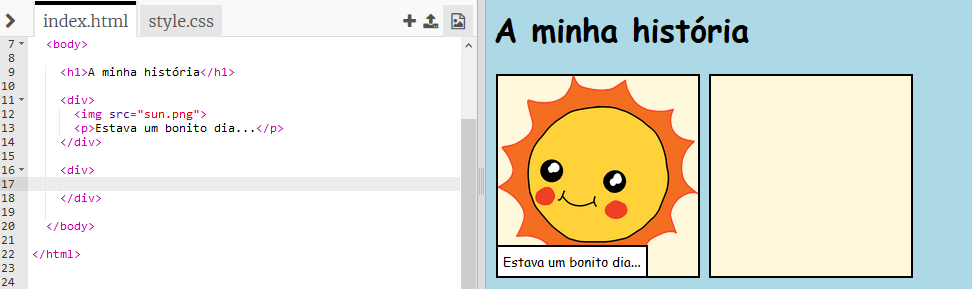 index.html
style.css
7 <body>
8
9 <h1>A minha história</h1>
10
11 <div>
12 <img src="sun.png">
13 <p>Estava um bonito dia...</p>
14 </div>
15
16 <div>
17
18 </div>
19
20 </body>
21
22 </html>
23
24
A minha história
Estava um bonito dia...